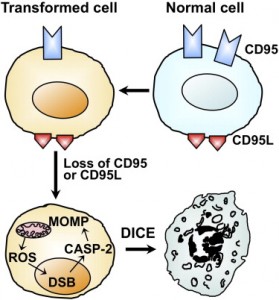 Transformed cell
Normal cell
CD95
CD95L
Loss of CD95
or CD95L
MOMP
CASP-2
ROS
DSB
DICE